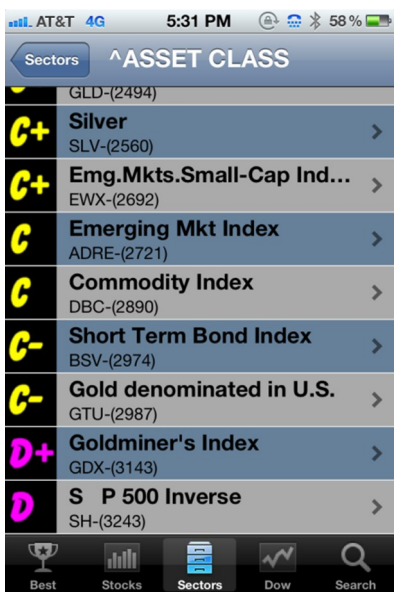 AT&T 4G 5:31 PM 58%
Sectors ^ASSET CLASS
GLD-(2494)
C+ Silver
SLV-(2560)
C+ Emg.Mkts.Small-Cap Ind...
EWX-(2692)
C Emerging Mkt Index
ADRE-(2721)
C Commodity Index
DBC-(2890)
C- Short Term Bond Index
BSV-(2974)
C- Gold denominated in U.S.
GTU-(2987)
D+ Goldminer's Index
GDX-(3143)
D S P 500 Inverse
SH-(3243)
Best Stocks Sectors Dow Search